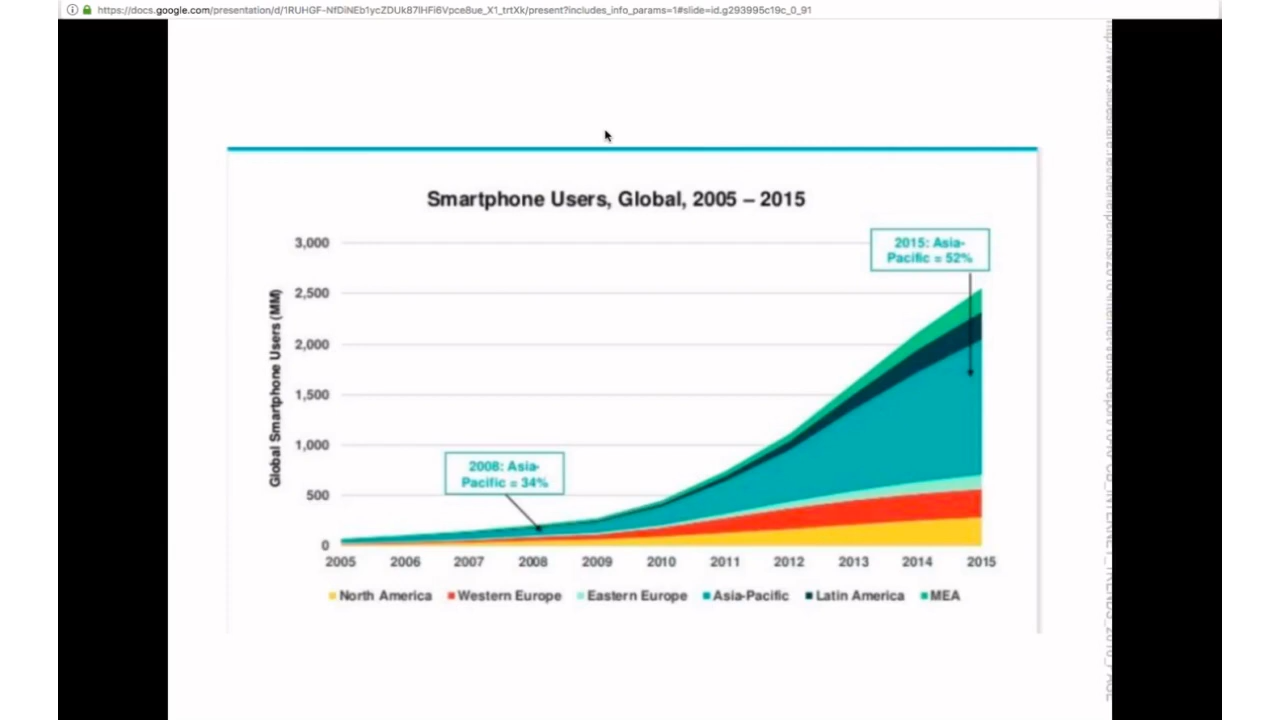 https://docs.google.com/presentation/d/1RUHGF-NfDiNEb1ycZDUk87lHFi6Vpce8ue_X1_trtXk/present?includes_info_params=1#slide=id.g293995c19c_0_91
Smartphone Users, Global, 2005 – 2015
2015: Asia-
Pacific = 52%
3,000
2,500
2,000
1,500
1,000
500
0
Global Smartphone Users (MM)
2008: Asia-
Pacific = 34%
2005 2006 2007 2008 2009 2010 2011 2012 2013 2014 2015
North America Western Europe Eastern Europe Asia-Pacific Latin America MEA